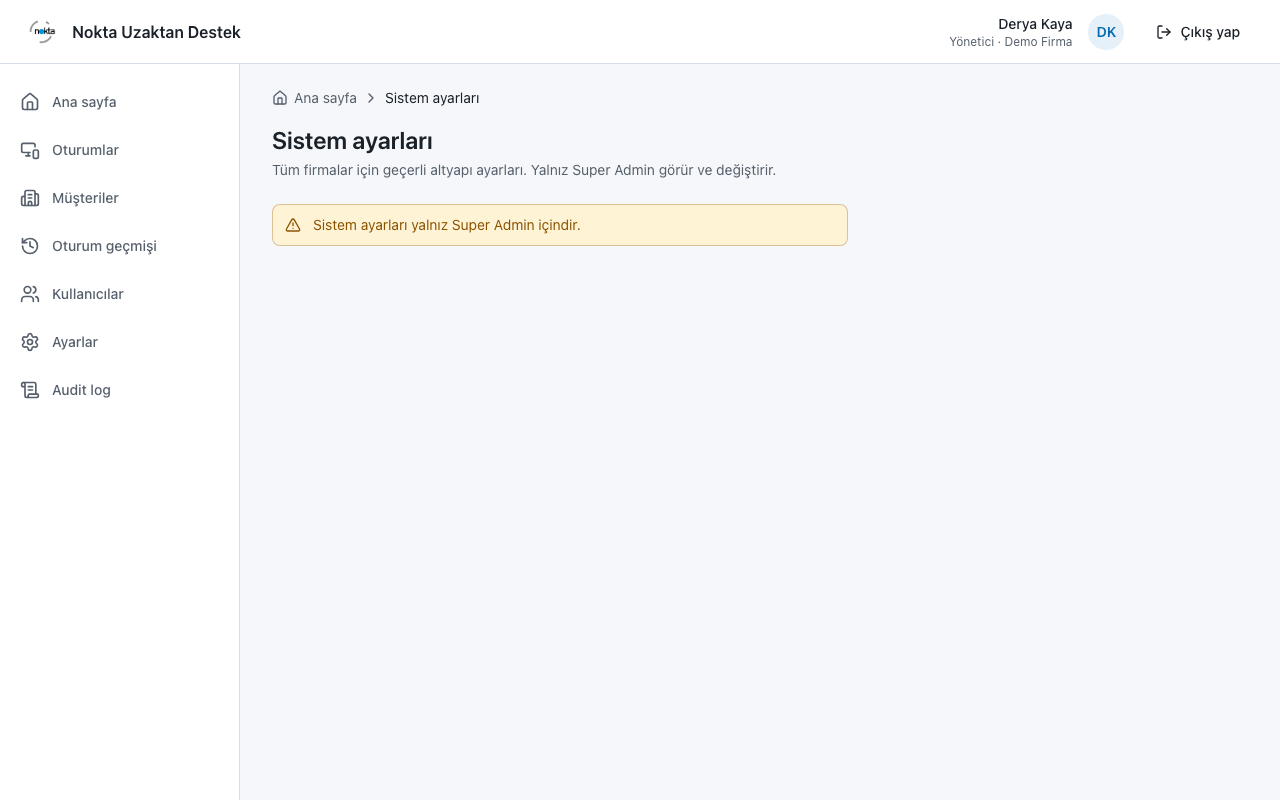 nokta
Nokta Uzaktan Destek
Derya Kaya
Yönetici · Demo Firma
DK
Çıkış yap
Ana sayfa
Oturumlar
Müşteriler
Oturum geçmişi
Kullanıcılar
Ayarlar
Audit log
Ana sayfa
Sistem ayarları
Sistem ayarları
Tüm firmalar için geçerli altyapı ayarları. Yalnız Super Admin görür ve değiştirir.
Sistem ayarları yalnız Super Admin içindir.